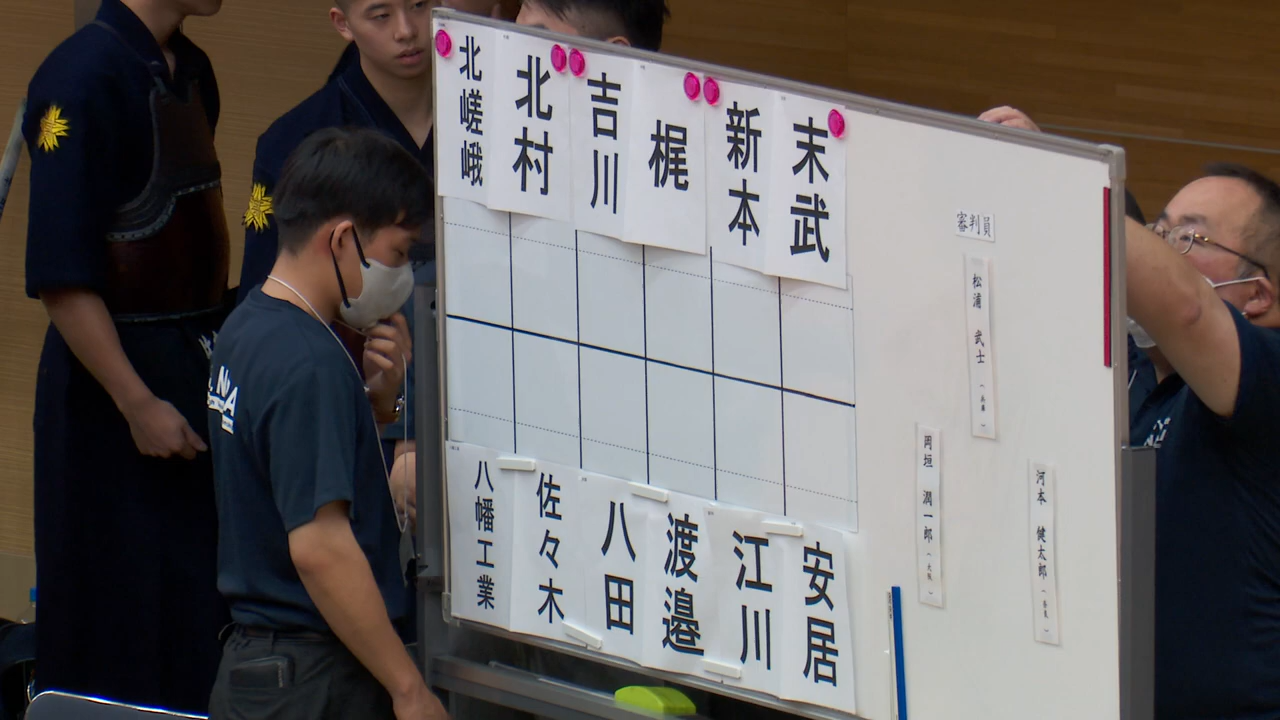 北嵯峨
北村
吉川
梶
新本
末武
八幡工業
佐々木
八田
渡邉
江川
安居
審判員
松浦 武士
岡垣 潤一郎
河本 健太郎